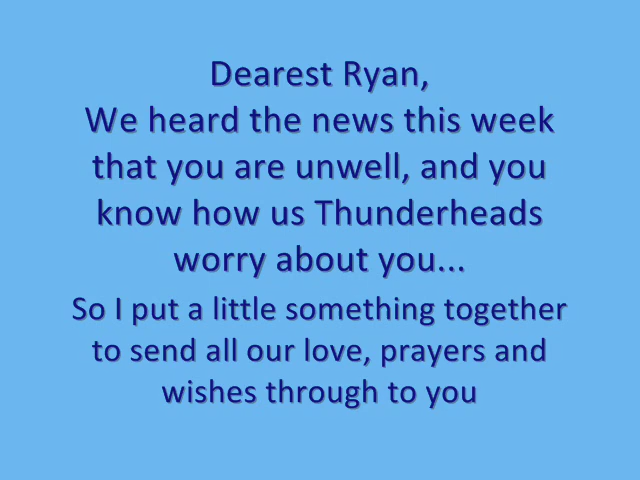 Dearest Ryan,
We heard the news this week
that you are unwell, and you
know how us Thunderheads
worry about you...
So I put a little something together
to send all our love, prayers and
wishes through to you